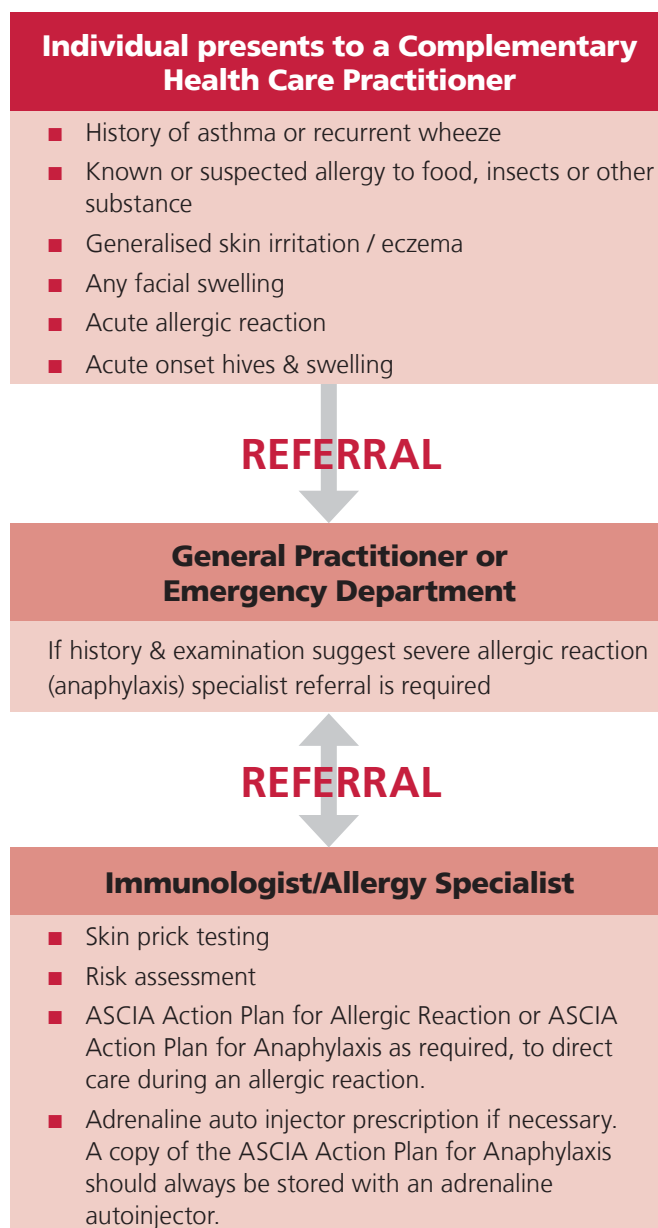 Individual presents to a Complementary
Health Care Practitioner
■ History of asthma or recurrent wheeze
■ Known or suspected allergy to food, insects or other
substance
■ Generalised skin irritation / eczema
■ Any facial swelling
■ Acute allergic reaction
■ Acute onset hives & swelling
REFERRAL
General Practitioner or
Emergency Department
If history & examination suggest severe allergic reaction
(anaphylaxis) specialist referral is required
REFERRAL
Immunologist/Allergy Specialist
■ Skin prick testing
■ Risk assessment
■ ASCIA Action Plan for Allergic Reaction or ASCIA
Action Plan for Anaphylaxis as required, to direct
care during an allergic reaction.
■ Adrenaline auto injector prescription if necessary.
A copy of the ASCIA Action Plan for Anaphylaxis
should always be stored with an adrenaline
autoinjector.